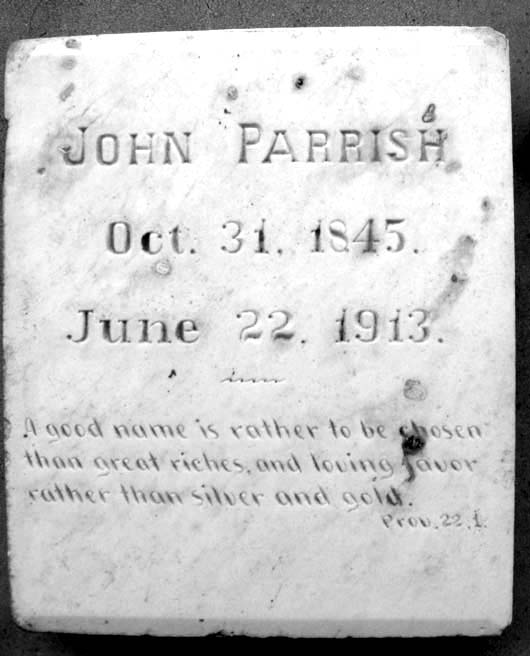 JOHN PARRISH
Oct. 31. 1845.
June 22. 1913.
A good name is rather to be chosen
than great riches, and loving favor
rather than silver and gold.
Prov. 22. 1.